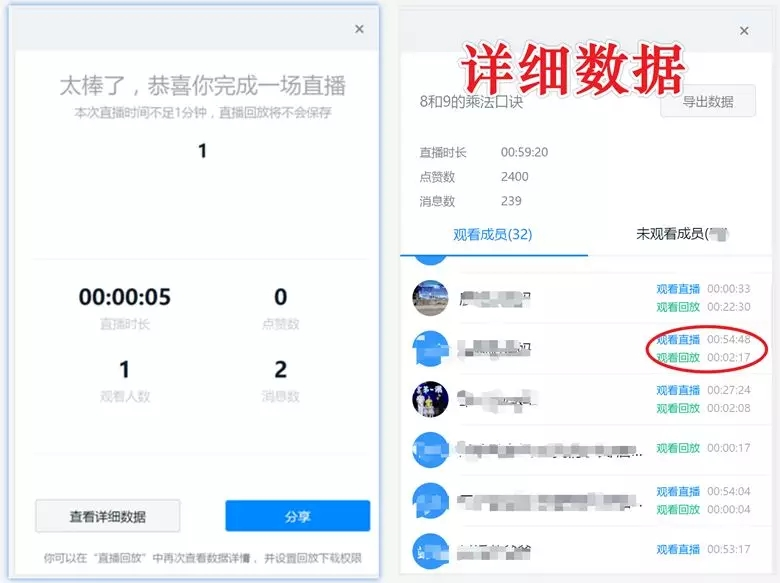 太棒了，恭喜你完成一场直播
本次直播时间不足1分钟，直播回放将不会保存
1
00:00:05
直播时长
0
点赞数
1
观看人数
2
消息数
查看详细数据
分享
你可以在“直播回放”中再次查看数据详情，并设置回放下载权限
详细数据
8和9的乘法口诀
导出数据
直播时长 00:59:20
点赞数 2400
消息数 239
观看成员(32)
未观看成员(
观看直播 00:00:33
观看回放 00:22:30
观看直播 00:54:48
观看回放 00:02:17
观看直播 00:27:24
观看回放 00:02:08
观看回放 00:00:17
观看直播 00:54:04
观看回放 00:00:04
观看直播 00:53:17